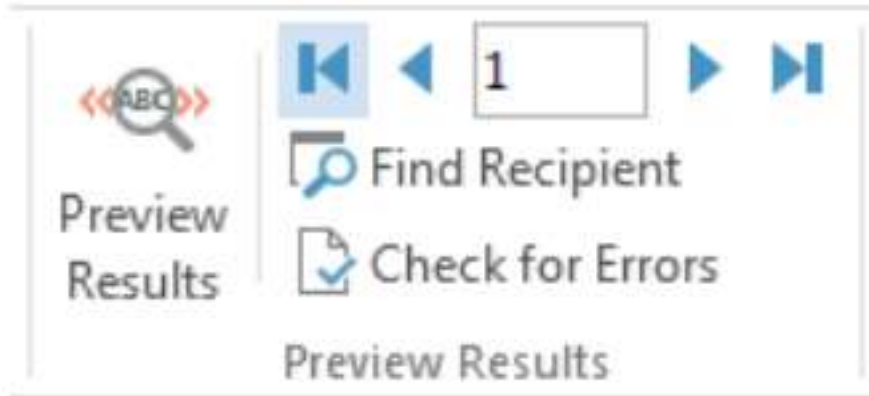 1
ABC
Find Recipient
Preview
Results
Check for Errors
Preview Results